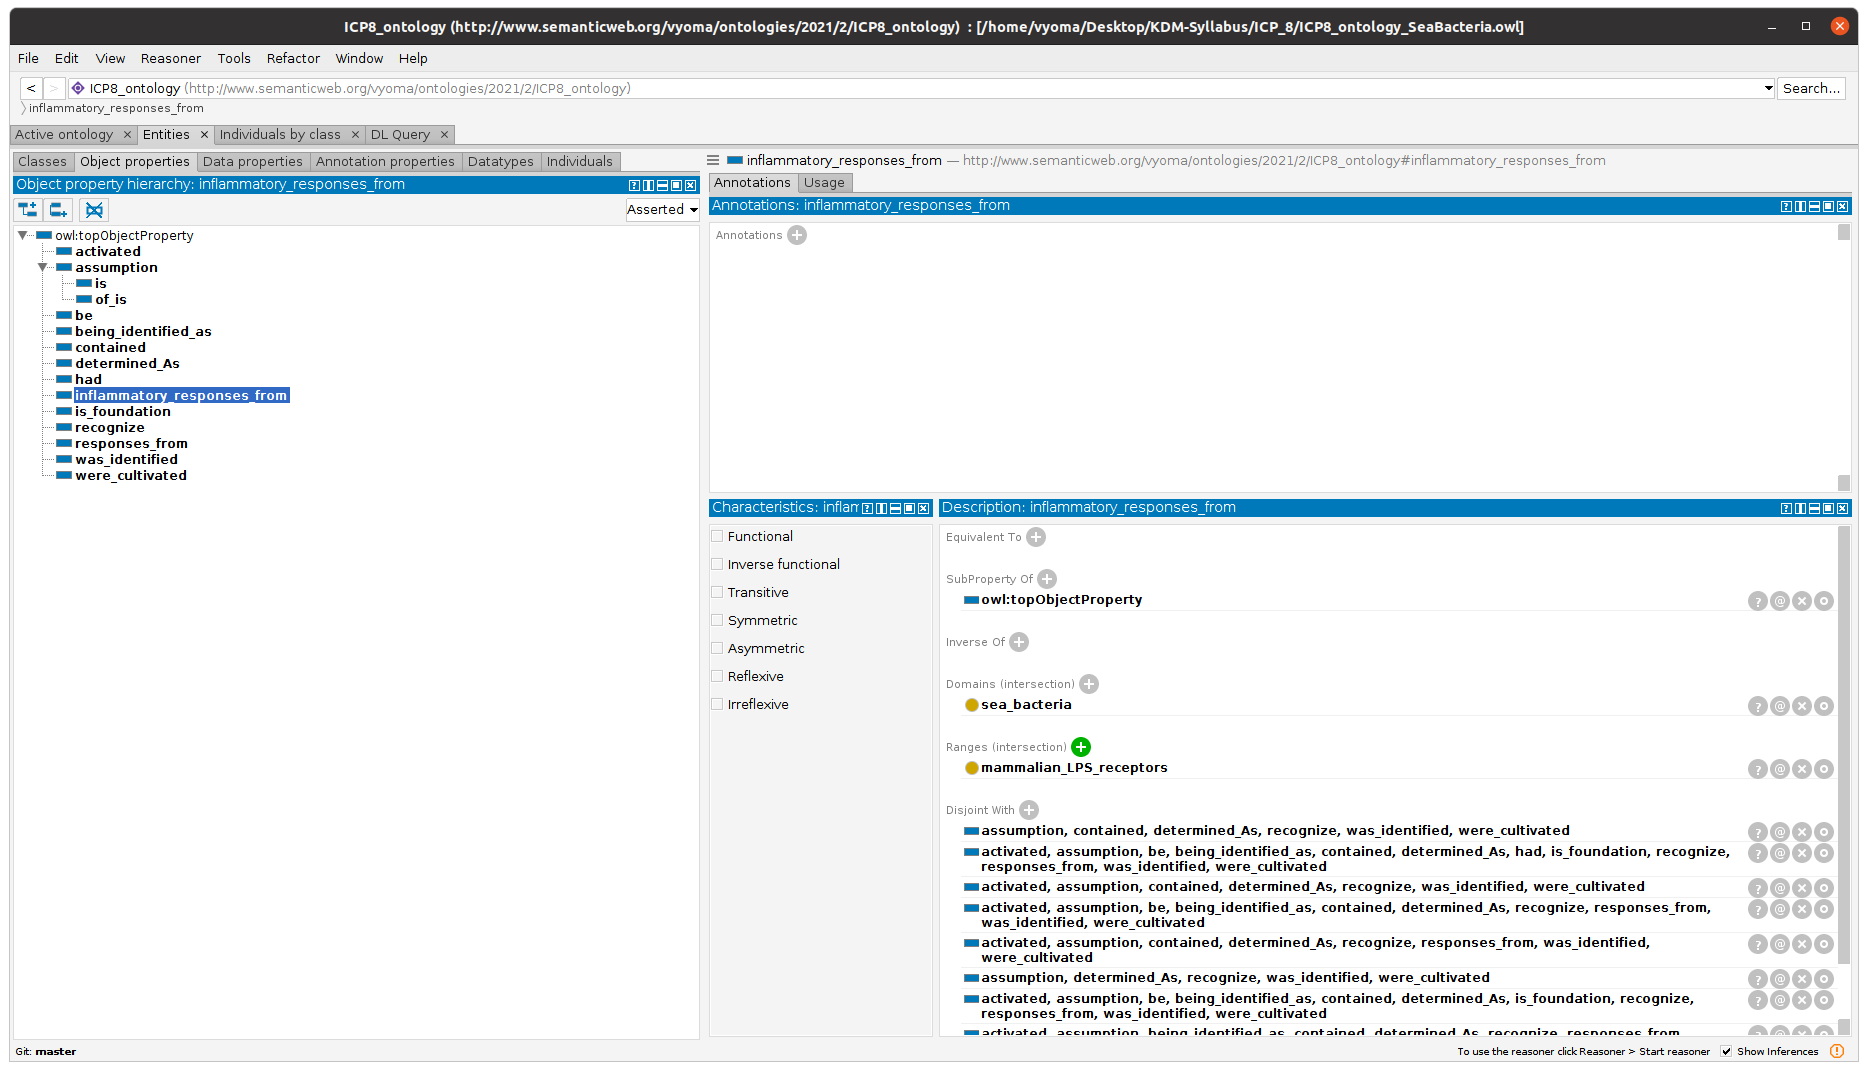 ICP8_ontology (http://www.semanticweb.org/vyoma/ontologies/2021/2/ICP8_ontology) : [/home/vyoma/Desktop/KDM-Syllabus/ICP_8/ICP8_ontology_SeaBacteria.owl]
File Edit View Reasoner Tools Refactor Window Help
< > ICP8_ontology (http://www.semanticweb.org/vyoma/ontologies/2021/2/ICP8_ontology) Search...
inflammatory_responses_from
Active ontology × Entities × Individuals by class × DL Query ×
Classes Object properties Data properties Annotation properties Datatypes Individuals
Object property hierarchy: inflammatory_responses_from
Asserted
owl:topObjectProperty
activated
assumption
is
of_is
be
being_identified_as
contained
determined_As
had
inflammatory_responses_from
is_foundation
recognize
responses_from
was_identified
were_cultivated
inflammatory_responses_from — http://www.semanticweb.org/vyoma/ontologies/2021/2/ICP8_ontology#inflammatory_responses_from
Annotations Usage
Annotations: inflammatory_responses_from
Annotations
Characteristics: inflam
Functional
Inverse functional
Transitive
Symmetric
Asymmetric
Reflexive
Irreflexive
Description: inflammatory_responses_from
Equivalent To
SubProperty Of
owl:topObjectProperty
Inverse Of
Domains (intersection)
sea_bacteria
Ranges (intersection)
mammalian_LPS_receptors
Disjoint With
assumption, contained, determined_As, recognize, was_identified, were_cultivated
activated, assumption, be, being_identified_as, contained, determined_As, had, is_foundation, recognize,
responses_from, was_identified, were_cultivated
activated, assumption, contained, determined_As, recognize, was_identified, were_cultivated
activated, assumption, be, being_identified_as, contained, determined_As, recognize, responses_from,
was_identified, were_cultivated
activated, assumption, contained, determined_As, recognize, responses_from, was_identified,
were_cultivated
assumption, determined_As, recognize, was_identified, were_cultivated
activated, assumption, be, being_identified_as, contained, determined_As, is_foundation, recognize,
responses_from, was_identified, were_cultivated
activated, assumption, being_identified_as, contained, determined_As, recognize, responses_from,
Git: master
To use the reasoner click Reasoner > Start reasoner Show Inferences